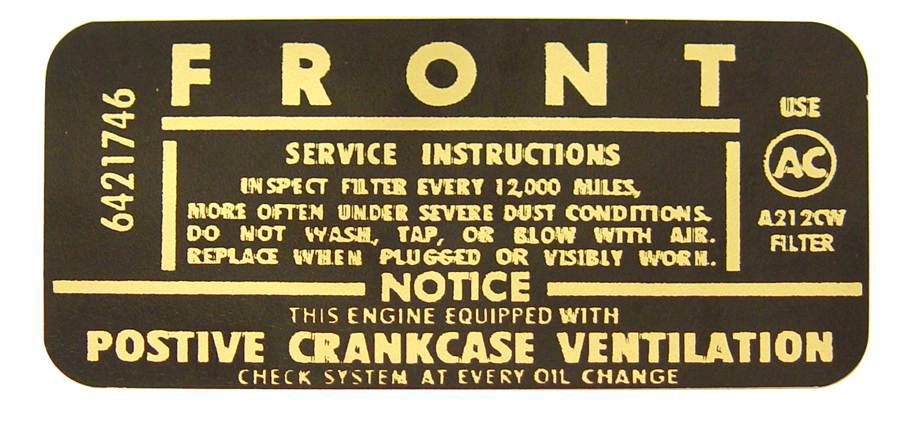 FRONT
6421746
SERVICE INSTRUCTIONS
INSPECT FILTER EVERY 12,000 MILES,
MORE OFTEN UNDER SEVERE DUST CONDITIONS.
DO NOT WASH, TAP, OR BLOW WITH AIR.
REPLACE WHEN PLUGGED OR VISIBLY WORN.
USE
AC
A212CW
FILTER
NOTICE
THIS ENGINE EQUIPPED WITH
POSTIVE CRANKCASE VENTILATION
CHECK SYSTEM AT EVERY OIL CHANGE